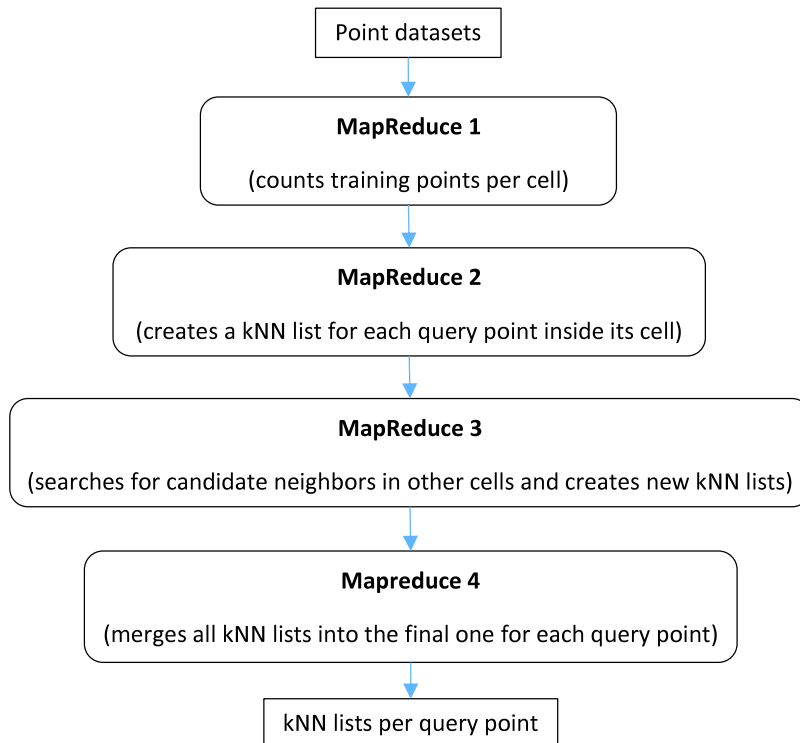 Point datasets
MapReduce 1
(counts training points per cell)
MapReduce 2
(creates a kNN list for each query point inside its cell)
MapReduce 3
(searches for candidate neighbors in other cells and creates new kNN lists)
Mapreduce 4
(merges all kNN lists into the final one for each query point)
kNN lists per query point